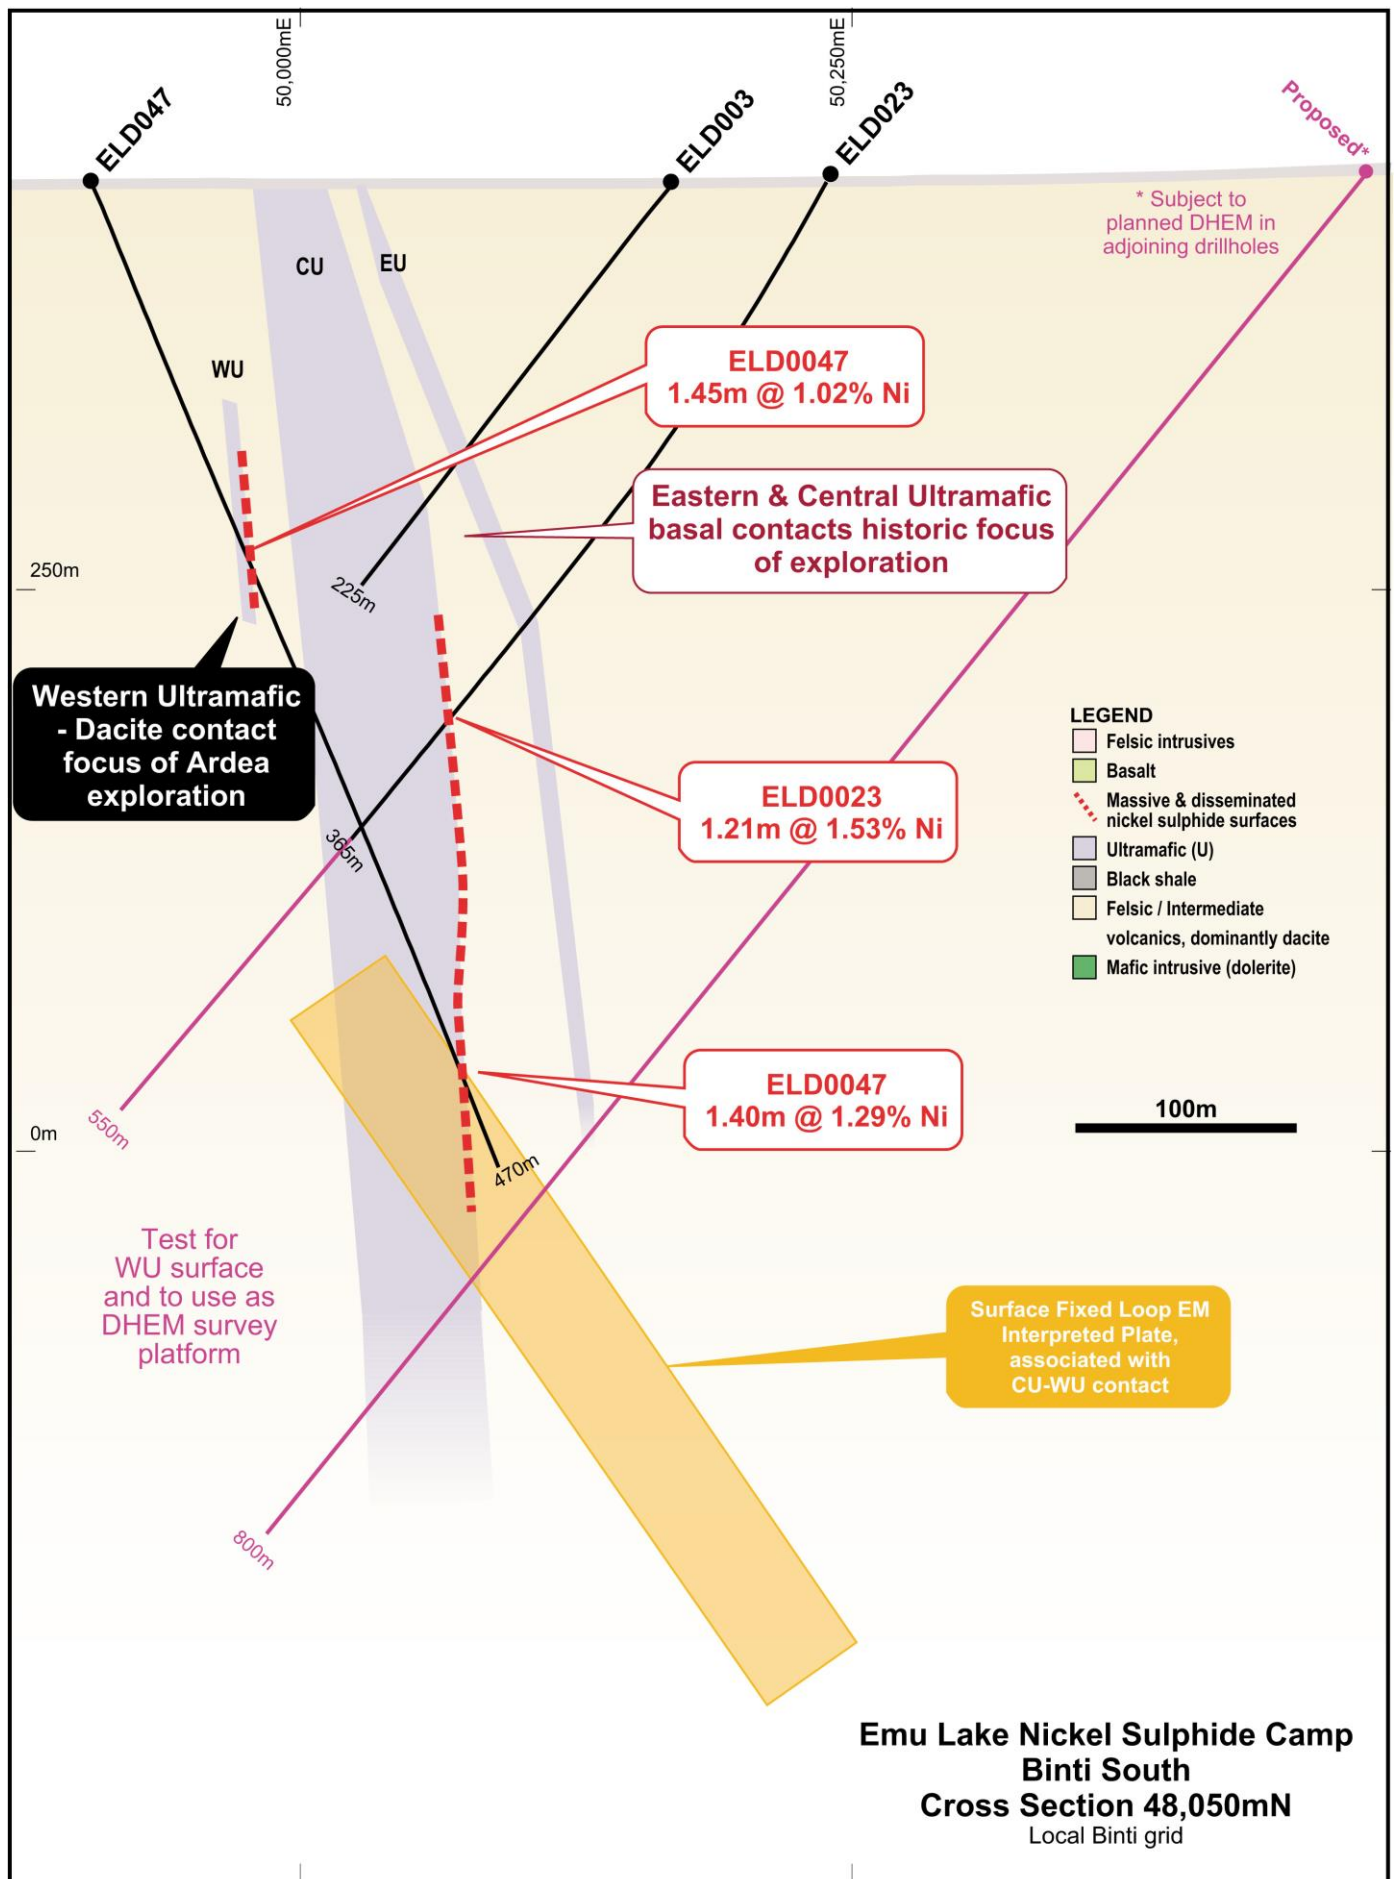 50,000mE
50,250mE
ELD047
ELD003
ELD023
Proposed*
* Subject to
planned DHEM in
adjoining drillholes
CU
EU
WU
ELD0047
1.45m @ 1.02% Ni
Eastern & Central Ultramafic
basal contacts historic focus
of exploration
250m
225m
Western Ultramafic
- Dacite contact
focus of Ardea
exploration
LEGEND
Felsic intrusives
Basalt
Massive & disseminated
nickel sulphide surfaces
Ultramafic (U)
Black shale
Felsic / Intermediate
volcanics, dominantly dacite
Mafic intrusive (dolerite)
ELD0023
1.21m @ 1.53% Ni
365m
ELD0047
1.40m @ 1.29% Ni
100m
550m
0m
470m
Test for
WU surface
and to use as
DHEM survey
platform
Surface Fixed Loop EM
Interpreted Plate,
associated with
CU-WU contact
800m
Emu Lake Nickel Sulphide Camp
Binti South
Cross Section 48,050mN
Local Binti grid